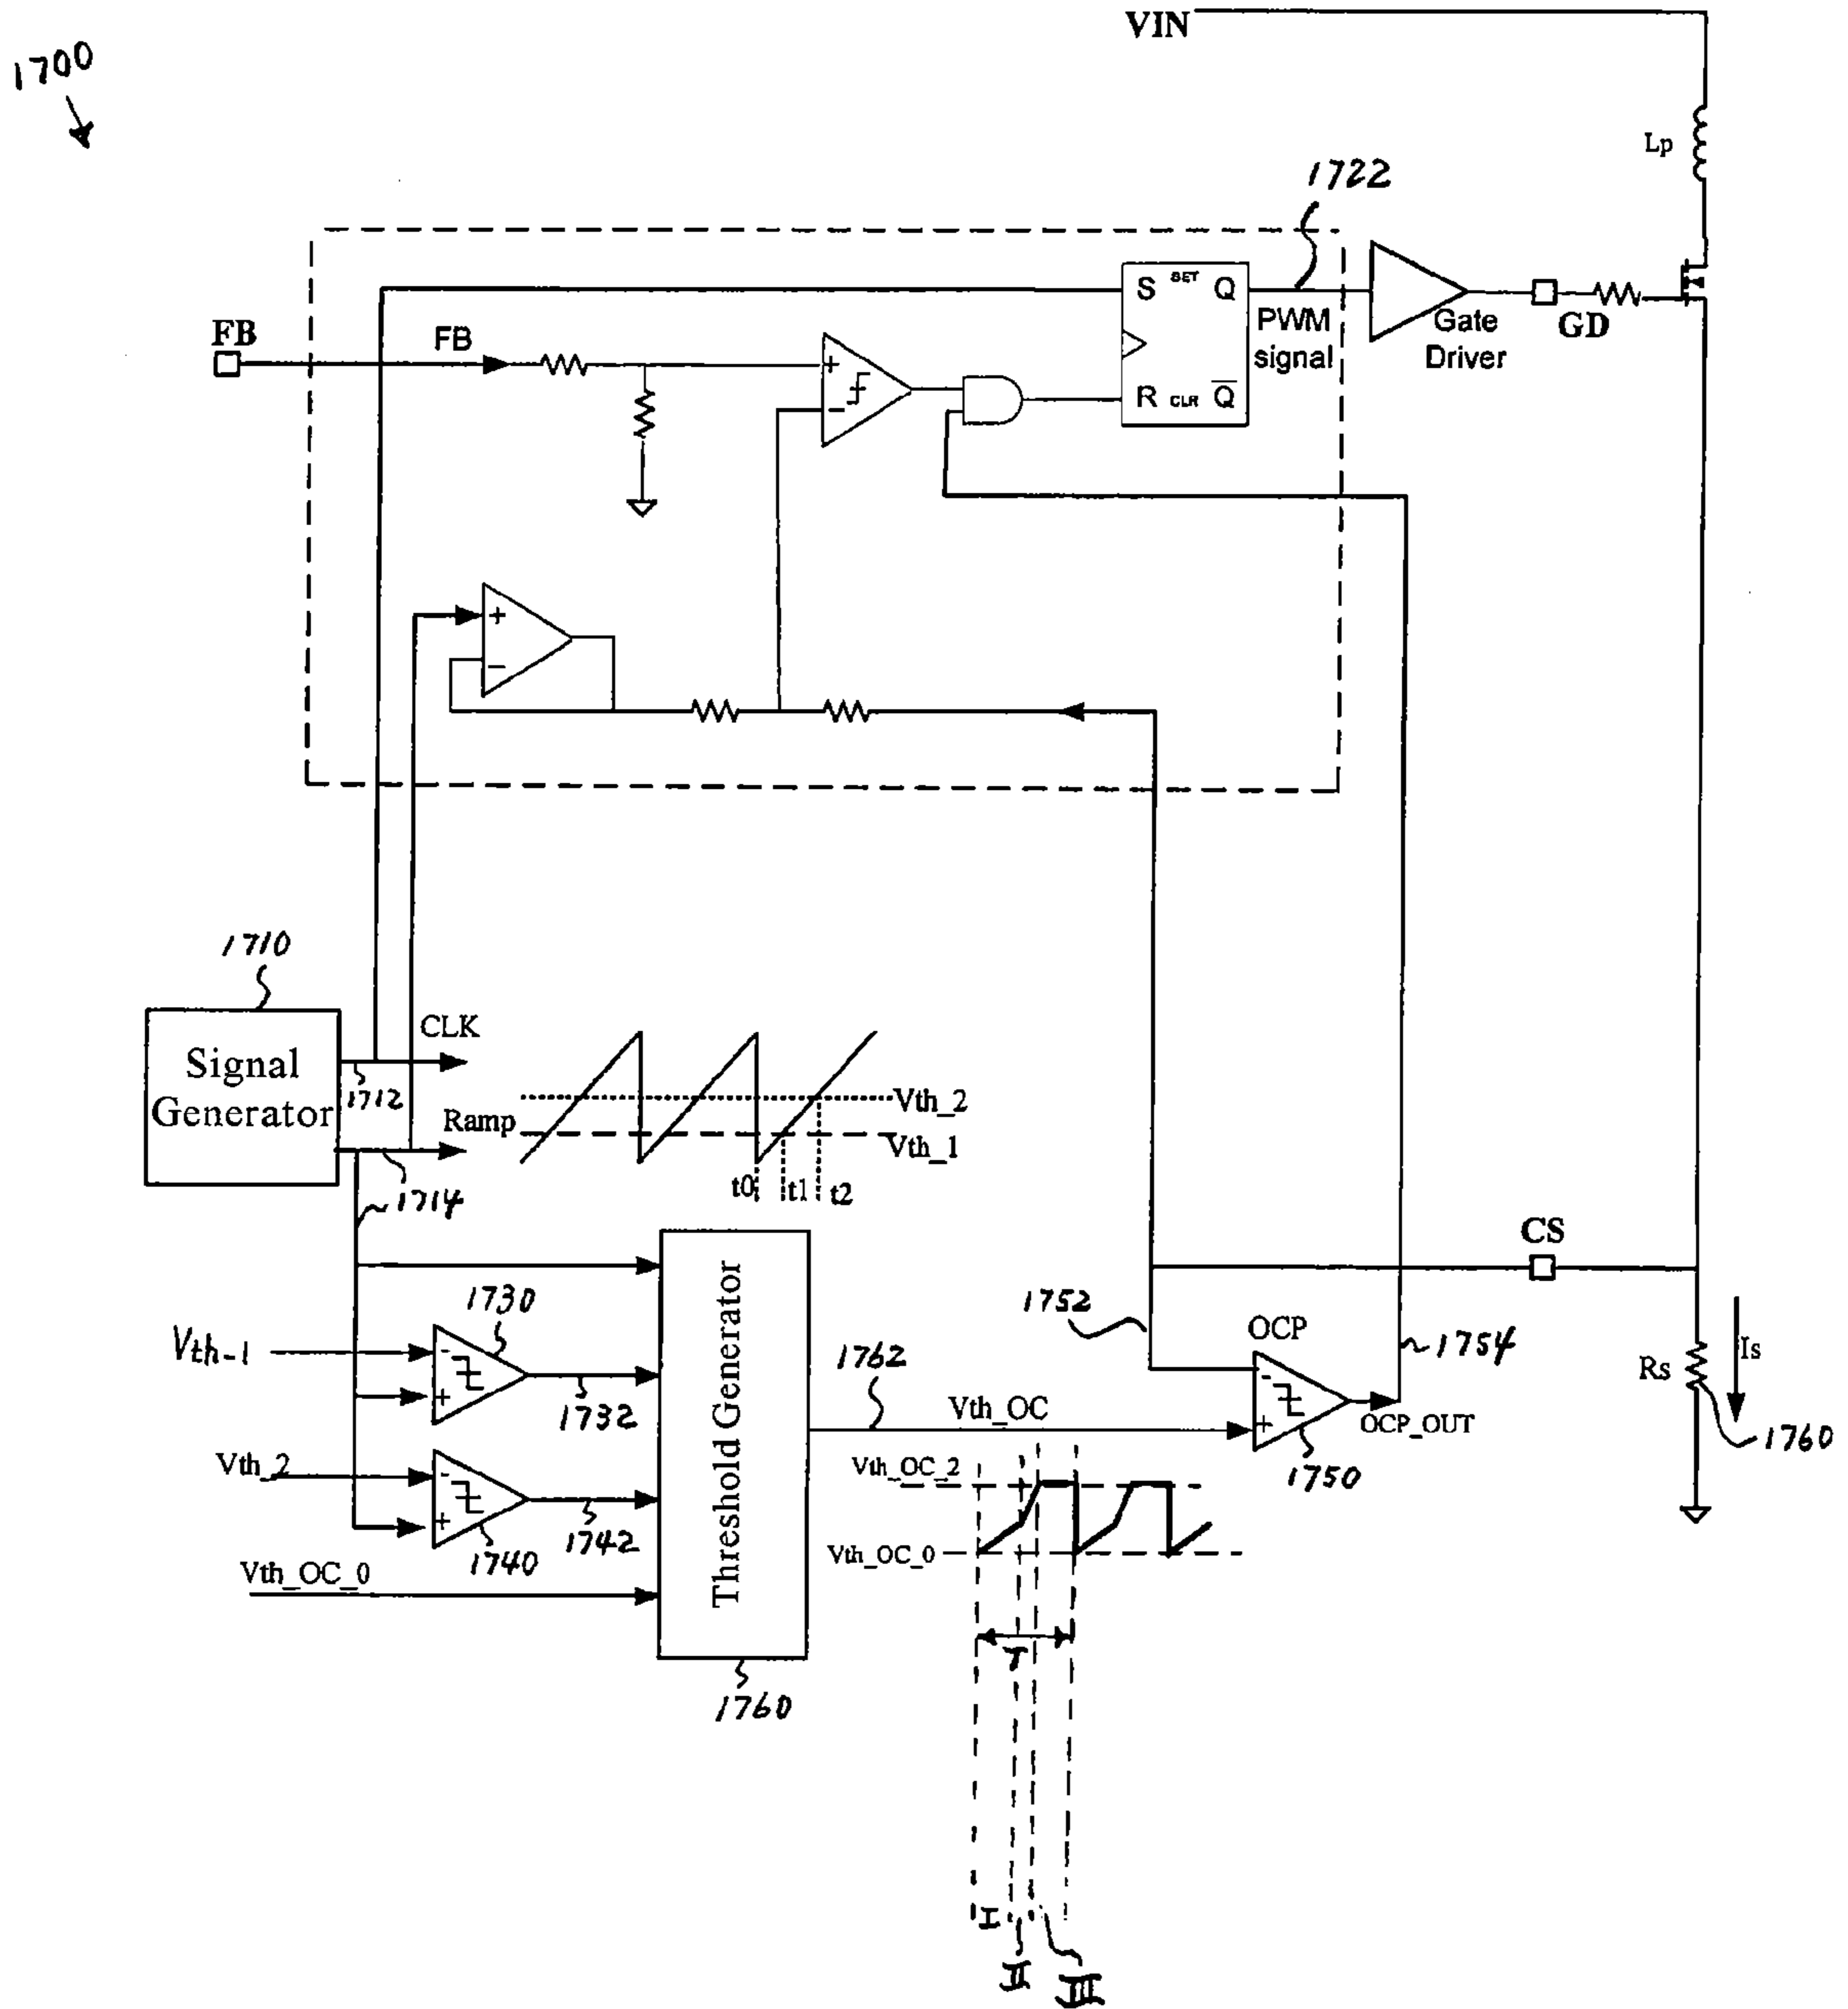 VIN
1700
Lp
1722
S SET Q
PWM
signal
R CLR Q
Gate
Driver
GD
FB
FB
+
-
+
-
1710
Signal
Generator
CLK
1712
Ramp
1714
Vth_2
Vth_1
t0 t1 t2
CS
1752
OCP
1754
Is
Rs
1760
Threshold Generator
1730
Vth-1
-
+
1732
1762
Vth_OC
-
+
OCP_OUT
1750
Vth_2
-
+
1740
1742
Vth_OC_2
Vth_OC_0
Vth_OC_0
T
1760
I
II
III